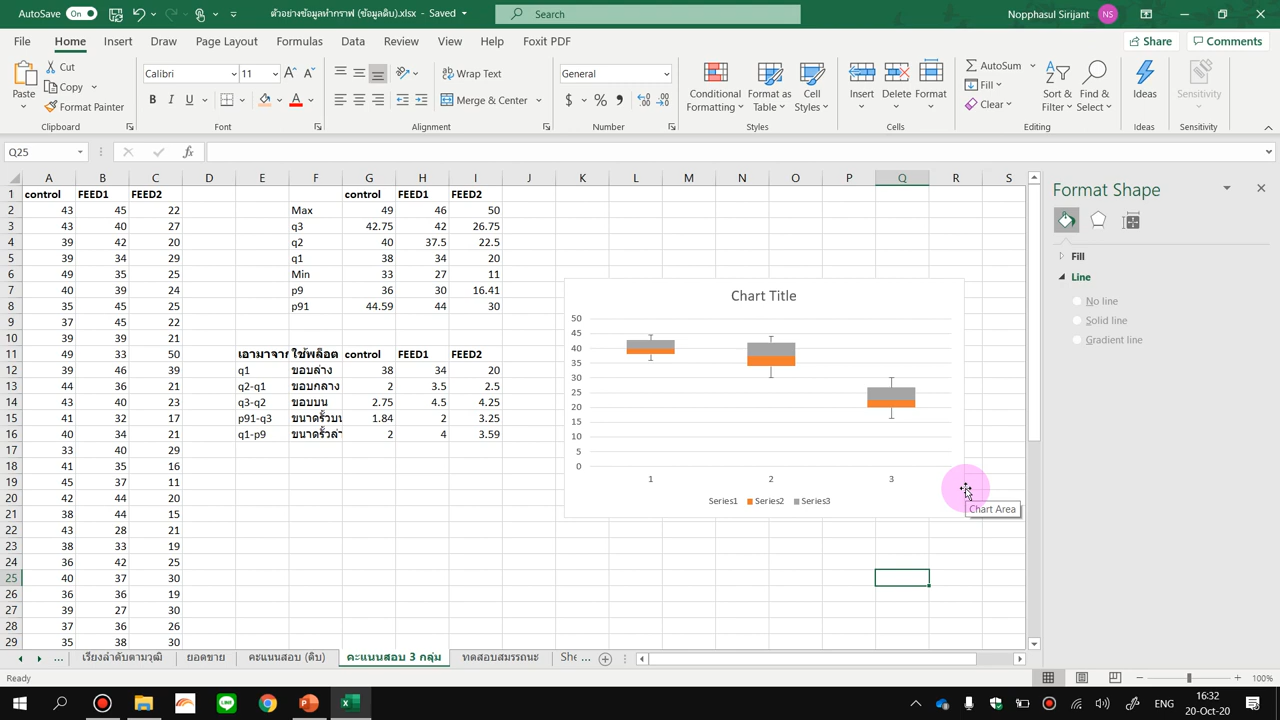 AutoSave On ตัวอย่างข้อมูลทำกราฟ (ข้อมูลดิบ).xlsx - Saved Search Nopphasul Sirijant NS
File Home Insert Draw Page Layout Formulas Data Review View Help Foxit PDF Share Comments
Paste Cut Copy Format Painter Clipboard
Calibri 11 B I U Font
Wrap Text Merge & Center Alignment
General $ % Number
Conditional Formatting Format as Table Cell Styles Styles
Insert Delete Format Cells
AutoSum Fill Clear Sort & Filter Find & Select Editing
Ideas Ideas
Sensitivity Sensitivity
Q25 fx
A B C D E F G H I J K L M N O P Q R S
1 control FEED1 FEED2 control FEED1 FEED2
2 43 45 22 Max 49 46 50
3 43 40 27 q3 42.75 42 26.75
4 39 42 20 q2 40 37.5 22.5
5 39 34 29 q1 38 34 20
6 49 35 25 Min 33 27 11
7 40 39 24 p9 36 30 16.41
8 35 45 25 p91 44.59 44 30
9 37 45 22
10 39 39 21
11 49 33 50 เอามาจาก ใช้พล็อต control FEED1 FEED2
12 39 46 39 q1 ขอบล่าง 38 34 20
13 44 36 21 q2-q1 ขอบกลาง 2 3.5 2.5
14 43 40 23 q3-q2 ขอบบน 2.75 4.5 4.25
15 41 32 17 p91-q3 ขนาดรั้วบน 1.84 2 3.25
16 40 34 21 q1-p9 ขนาดรั้วล่า 2 4 3.59
17 33 40 29
18 41 35 16
19 45 37 11
20 42 44 20
21 38 44 15
22 43 28 21
23 38 33 19
24 36 42 25
25 40 37 30
26 36 36 19
27 39 27 30
28 37 36 26
29 35 38 30
Chart Title
50
45
40
35
30
25
20
15
10
5
0
1 2 3
Series1 Series2 Series3
Chart Area
Format Shape
Fill
Line
No line
Solid line
Gradient line
... เรียงลำดับตามวุฒิ ยอดขาย คะแนนสอบ (ดิบ) คะแนนสอบ 3 กลุ่ม ทดสอบสมรรถนะ She ...
Ready 100%
ENG 16:32
20-Oct-20